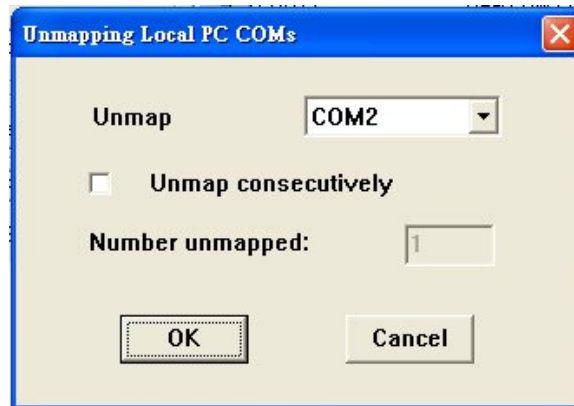 Unmapping Local PC COMs
Unmap COM2
Unmap consecutively
Number unmapped: 1
OK Cancel